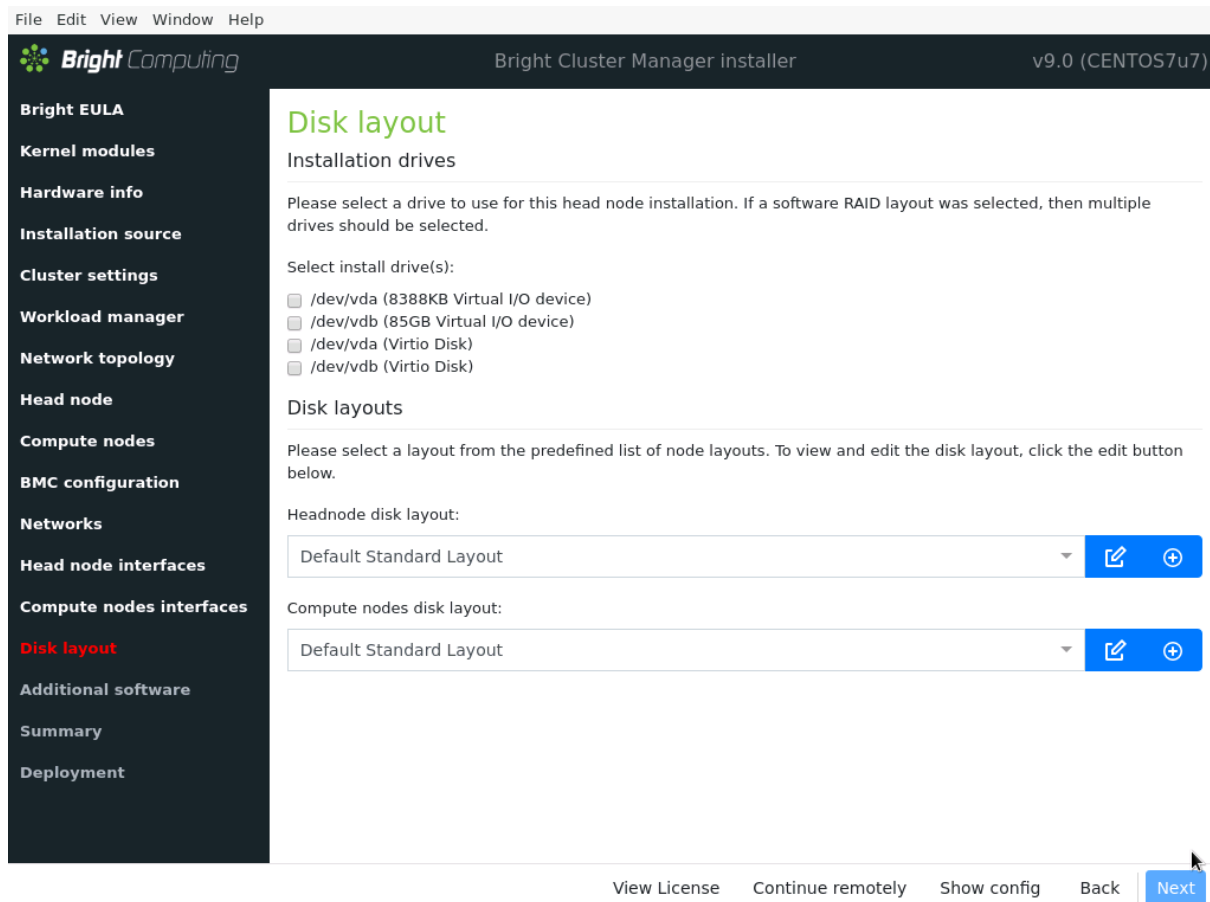 File Edit View Window Help
Bright Computing
Bright Cluster Manager installer
v9.0 (CENTOS7u7)
Bright EULA
Kernel modules
Hardware info
Installation source
Cluster settings
Workload manager
Network topology
Head node
Compute nodes
BMC configuration
Networks
Head node interfaces
Compute nodes interfaces
Disk layout
Additional software
Summary
Deployment
Disk layout
Installation drives
Please select a drive to use for this head node installation. If a software RAID layout was selected, then multiple
drives should be selected.
Select install drive(s):
/dev/vda (8388KB Virtual I/O device)
/dev/vdb (85GB Virtual I/O device)
/dev/vda (Virtio Disk)
/dev/vdb (Virtio Disk)
Disk layouts
Please select a layout from the predefined list of node layouts. To view and edit the disk layout, click the edit button
below.
Headnode disk layout:
Default Standard Layout
Compute nodes disk layout:
Default Standard Layout
View License Continue remotely Show config Back Next